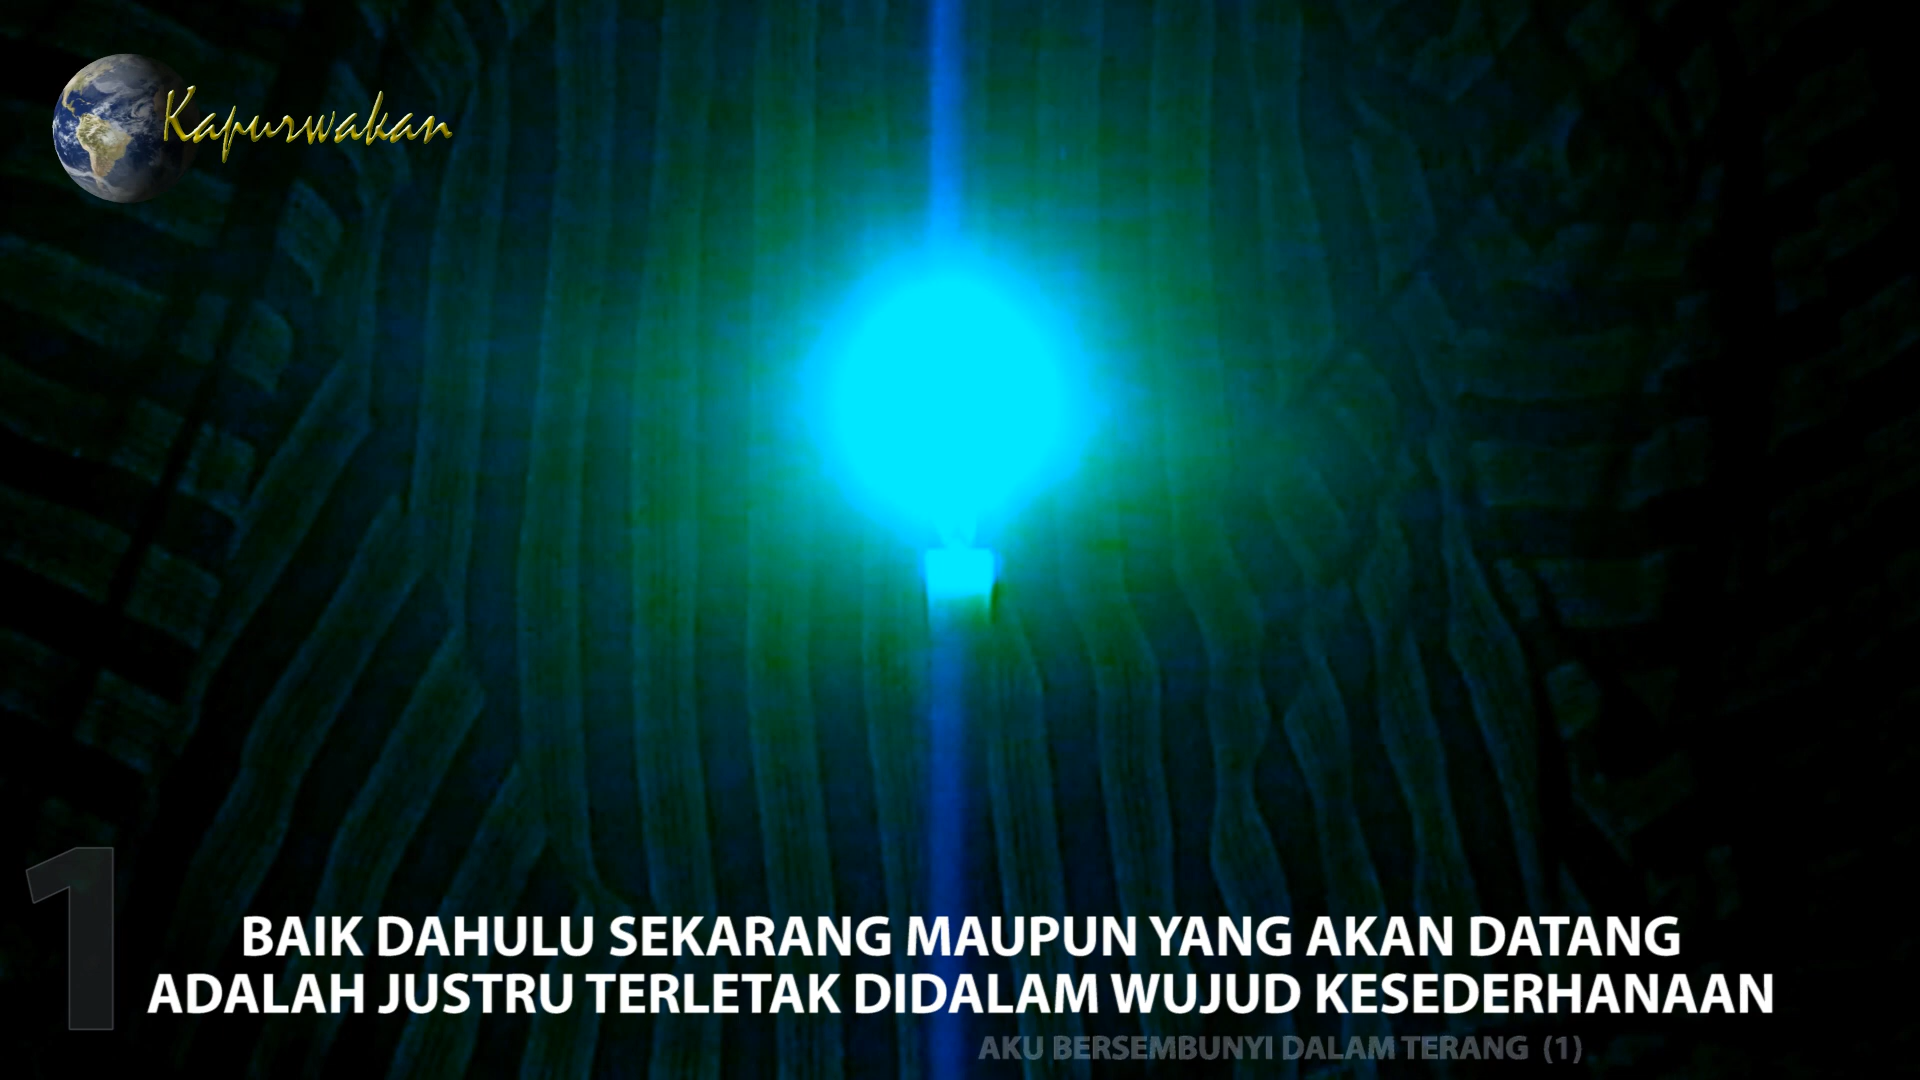 Kapurwakan
1
BAIK DAHULU SEKARANG MAUPUN YANG AKAN DATANG
ADALAH JUSTRU TERLETAK DIDALAM WUJUD KESEDERHANAAN
AKU BERSEMBUNYI DALAM TERANG (1)